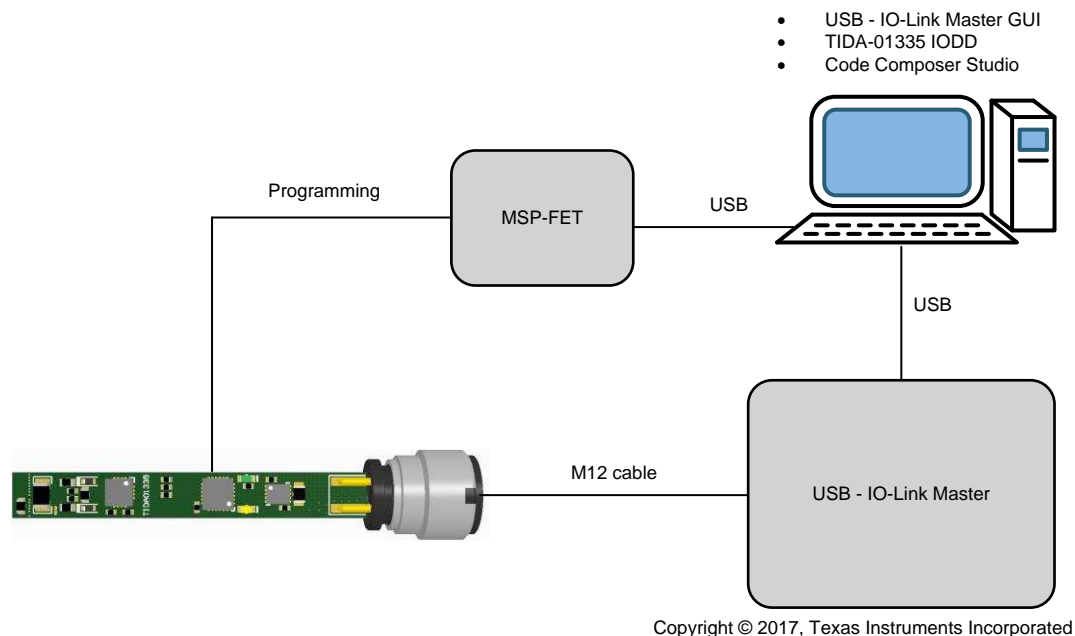 • USB - IO-Link Master GUI
• TIDA-01335 IODD
• Code Composer Studio
Programming
MSP-FET
USB
USB
TIDA01335
M12 cable
USB - IO-Link Master
Copyright © 2017, Texas Instruments Incorporated